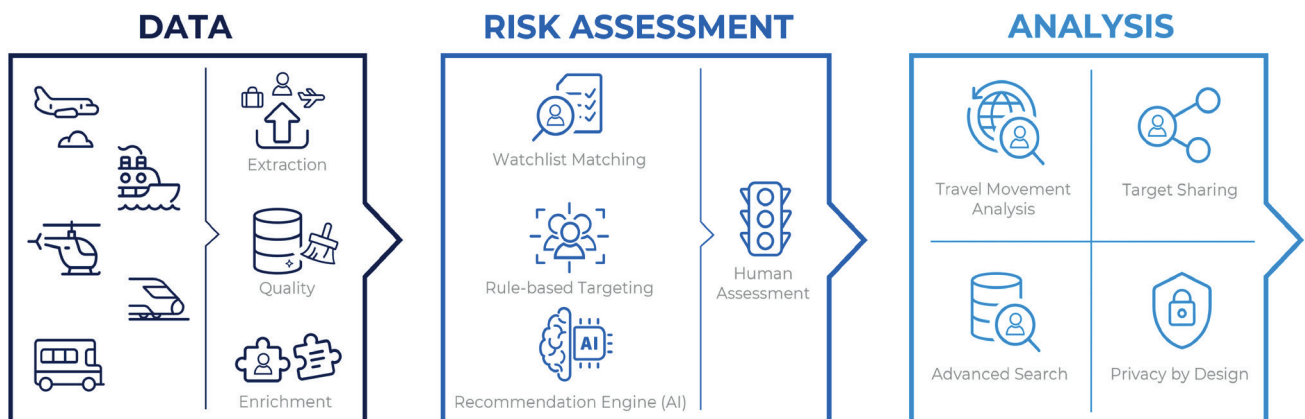 DATA
Extraction
Quality
Enrichment
RISK ASSESSMENT
Watchlist Matching
Rule-based Targeting
AI
Recommendation Engine (AI)
Human
Assessment
ANALYSIS
Travel Movement
Analysis
Target Sharing
Advanced Search
Privacy by Design